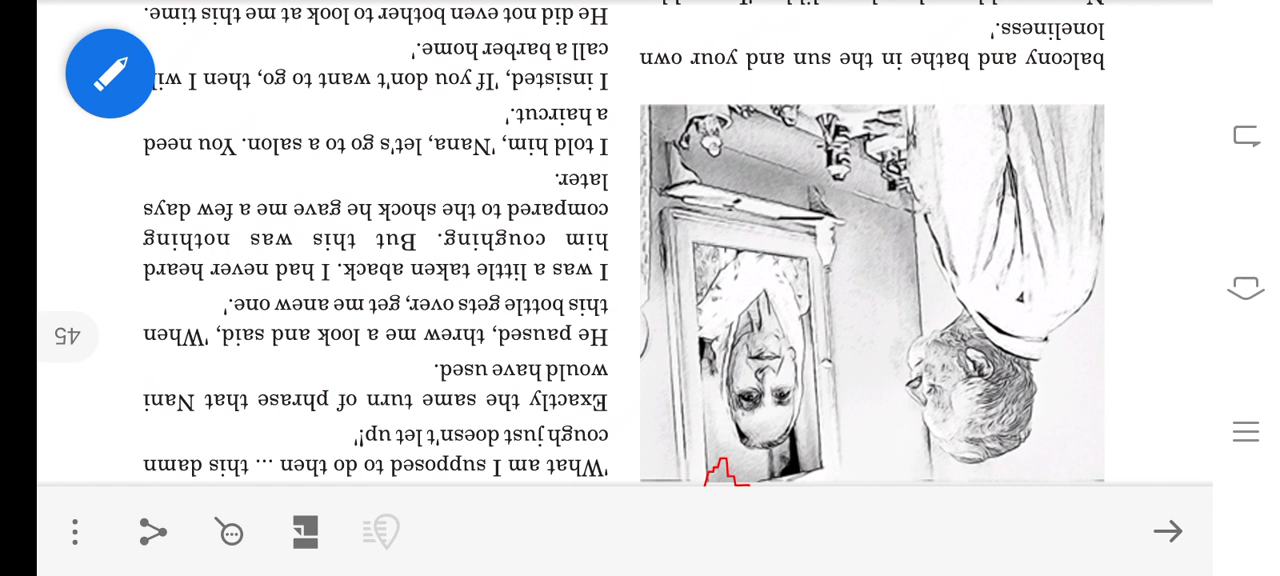 balcony and bathe in the sun and your own
loneliness.'
'What am I supposed to do then ... this damn
cough just doesn't let up!'
Exactly the same turn of phrase that Nani
would have used.
He paused, threw me a look and said, 'When
this bottle gets over, get me a new one.'
I was a little taken aback. I had never heard
him coughing. But this was nothing
compared to the shock he gave me a few days
later.
I told him, 'Nana, let's go to a salon. You need
a haircut.'
I insisted, 'If you don't want to go, then I will
call a barber home.'
He did not even bother to look at me this time.
45